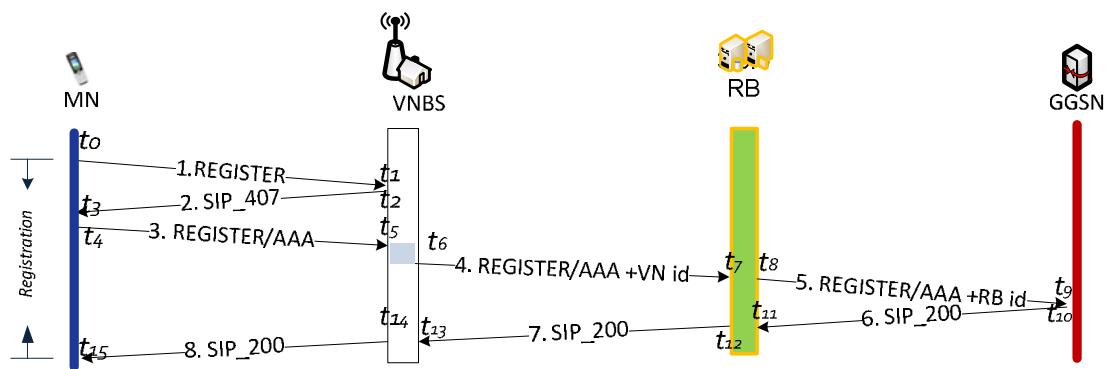 MN
VNBS
RB
GGSN
t0
1.REGISTER
t1
2. SIP_407
t2
t3
t4
3. REGISTER/AAA
t5
t6
4. REGISTER/AAA +VN id
t7
t8
5. REGISTER/AAA +RB id
t9
t10
6. SIP_200
t11
t12
7. SIP_200
t13
t14
8. SIP_200
t15
Registration